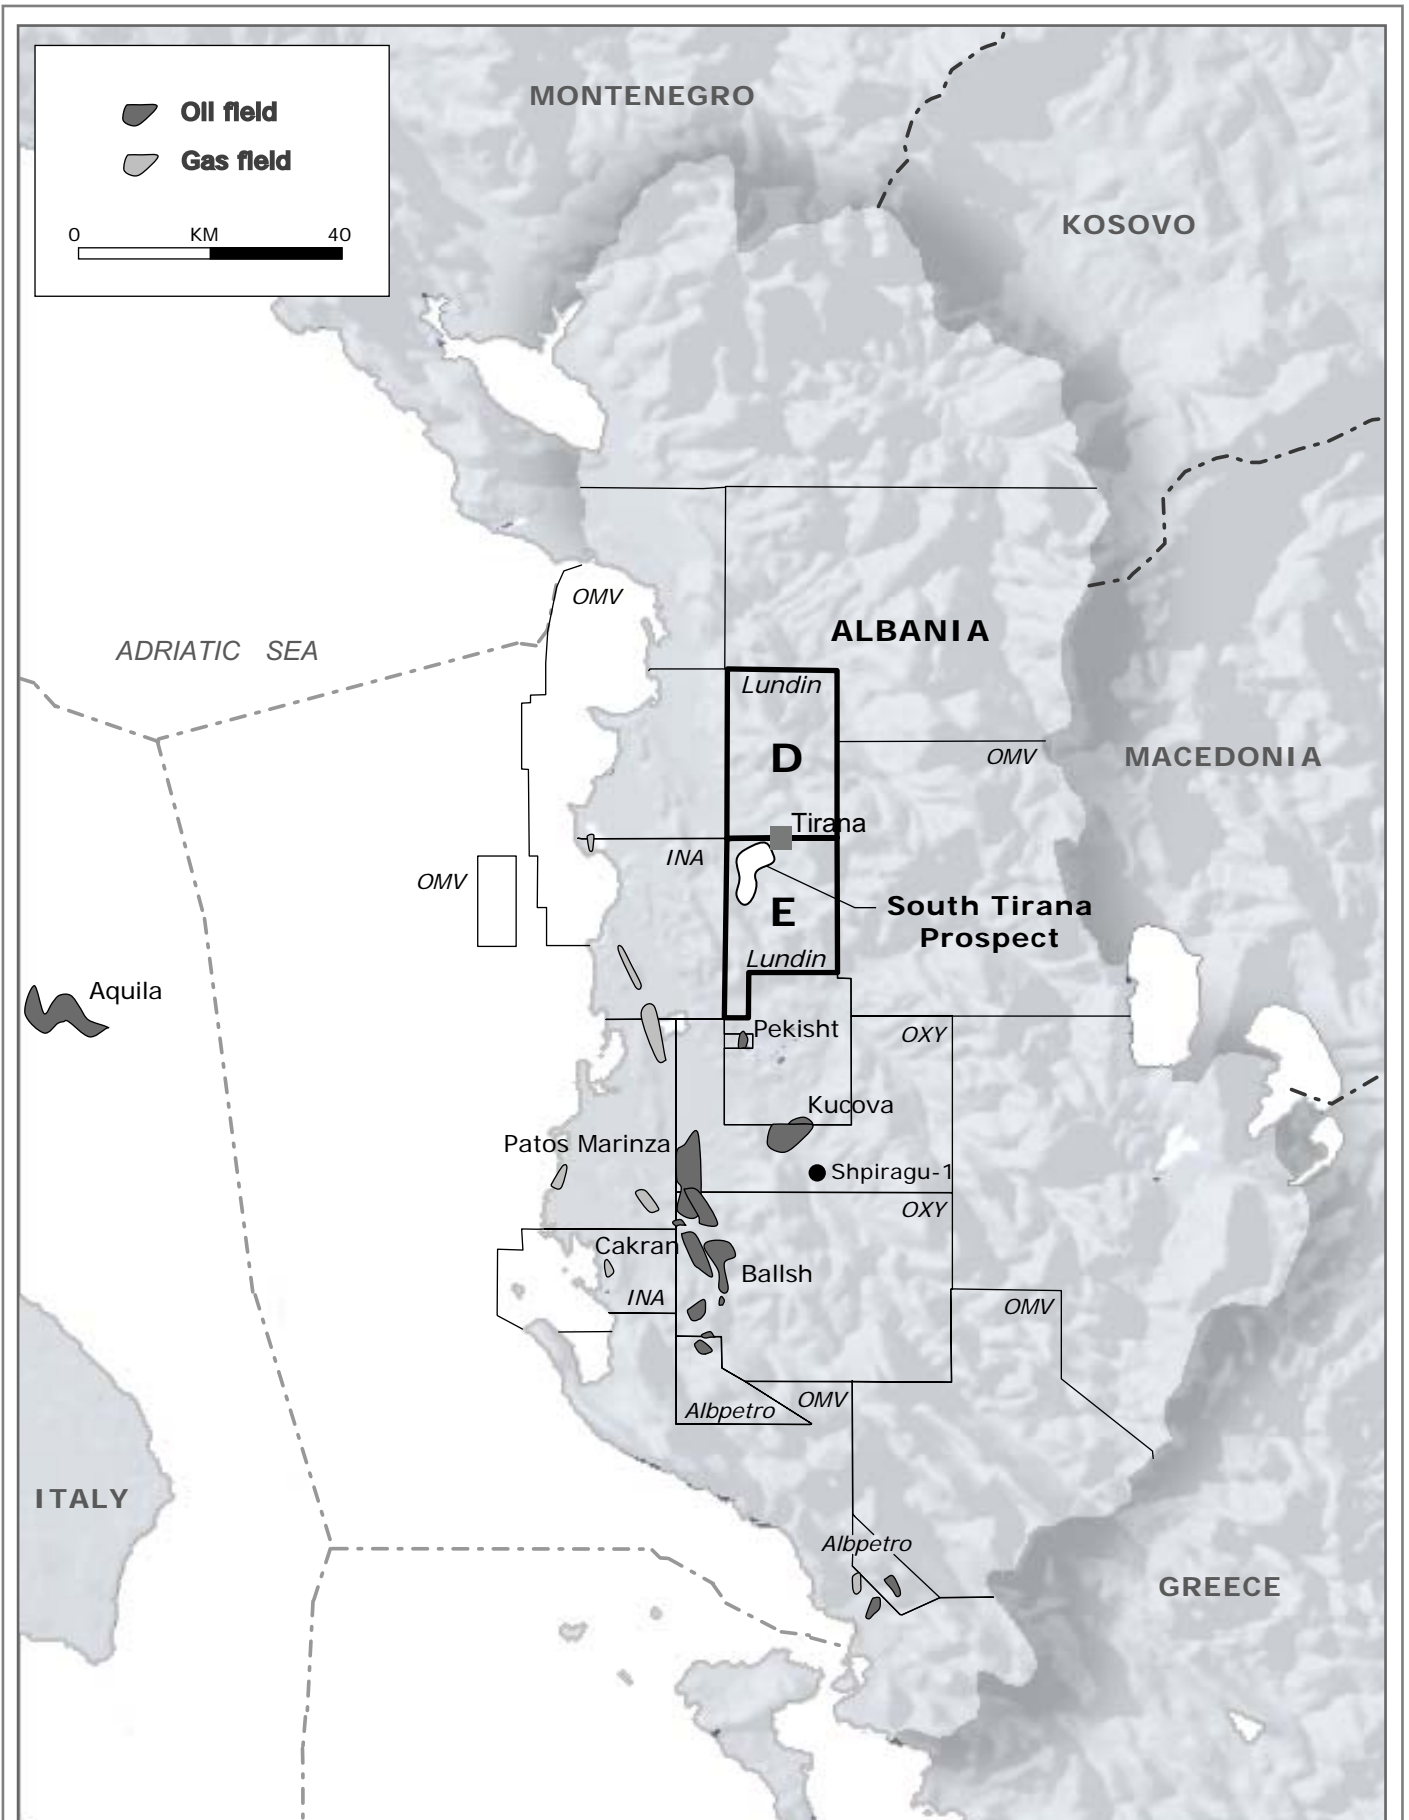 MONTENEGRO
Oil field
Gas field
0 KM 40
KOSOVO
OMV
ALBANIA
ADRIATIC SEA
Lundin
D
OMV
MACEDONIA
Tirana
INA
OMV
E
South Tirana
Prospect
Lundin
Aquila
Pekisht
OXY
Kucova
Patos Marinza
Shpiragu-1
OXY
Cakran
Ballsh
INA
OMV
OMV
Albpetro
ITALY
Albpetro
GREECE